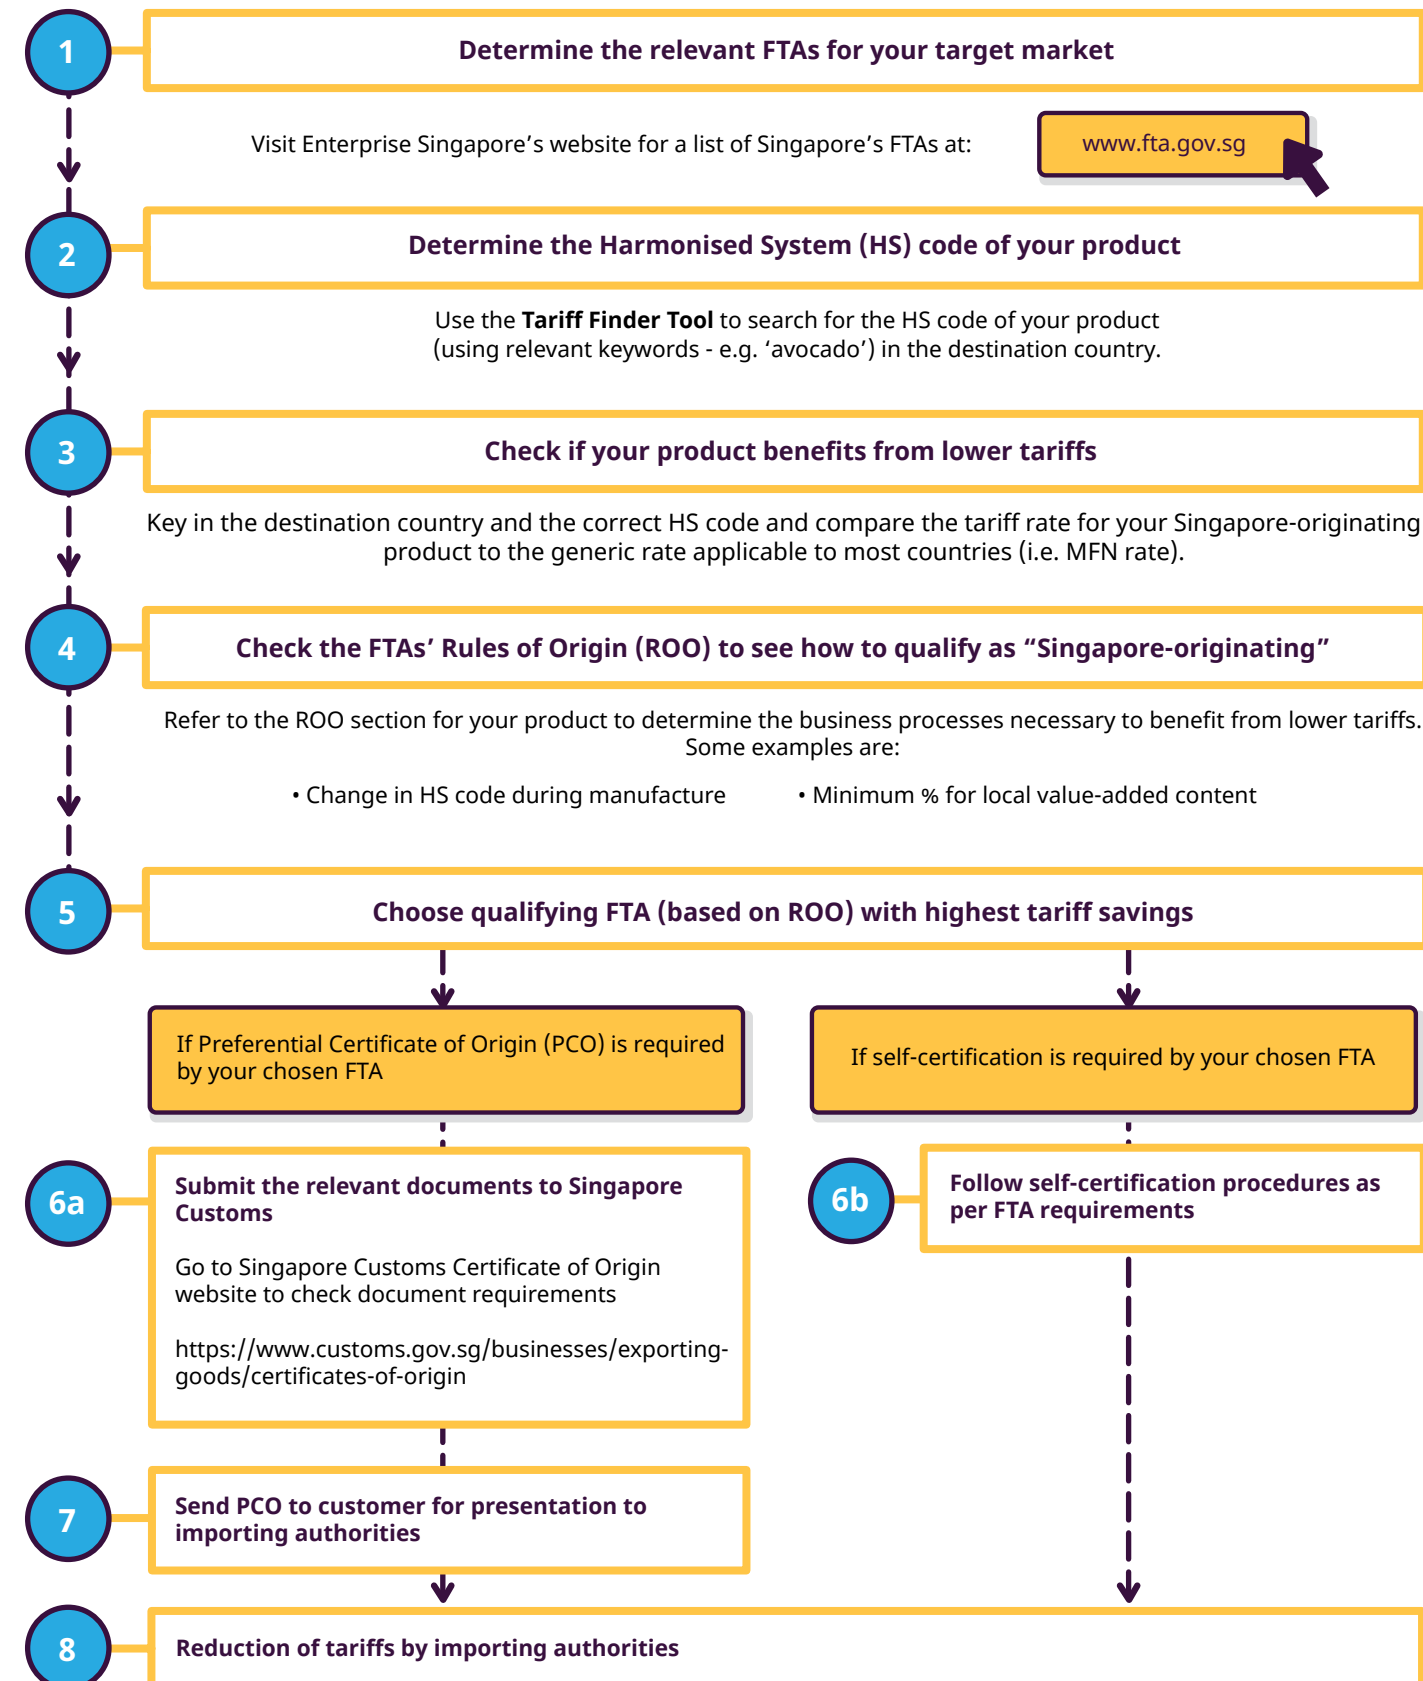 1
Determine the relevant FTAs for your target market
Visit Enterprise Singapore’s website for a list of Singapore’s FTAs at:
www.fta.gov.sg
2
Determine the Harmonised System (HS) code of your product
Use the Tariff Finder Tool to search for the HS code of your product
(using relevant keywords - e.g. ‘avocado’) in the destination country.
3
Check if your product benefits from lower tariffs
Key in the destination country and the correct HS code and compare the tariff rate for your Singapore-originating
product to the generic rate applicable to most countries (i.e. MFN rate).
4
Check the FTAs’ Rules of Origin (ROO) to see how to qualify as “Singapore-originating”
Refer to the ROO section for your product to determine the business processes necessary to benefit from lower tariffs.
Some examples are:
• Change in HS code during manufacture
• Minimum % for local value-added content
5
Choose qualifying FTA (based on ROO) with highest tariff savings
If Preferential Certificate of Origin (PCO) is required
by your chosen FTA
If self-certification is required by your chosen FTA
6a
Submit the relevant documents to Singapore
Customs
Go to Singapore Customs Certificate of Origin
website to check document requirements
https://www.customs.gov.sg/businesses/exporting-
goods/certificates-of-origin
6b
Follow self-certification procedures as
per FTA requirements
7
Send PCO to customer for presentation to
importing authorities
8
Reduction of tariffs by importing authorities